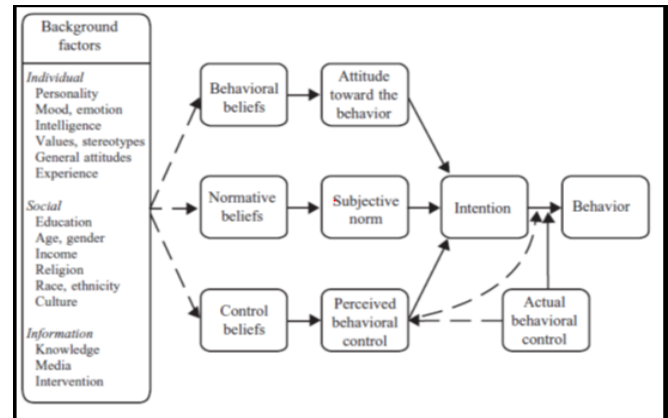 Background
factors
Individual
Personality
Mood, emotion
Intelligence
Values, stereotypes
General attitudes
Experience
Social
Education
Age, gender
Income
Religion
Race, ethnicity
Culture
Information
Knowledge
Media
Intervention
Behavioral
beliefs
Attitude
toward the
behavior
Normative
beliefs
Subjective
norm
Intention
Behavior
Control
beliefs
Perceived
behavioral
control
Actual
behavioral
control